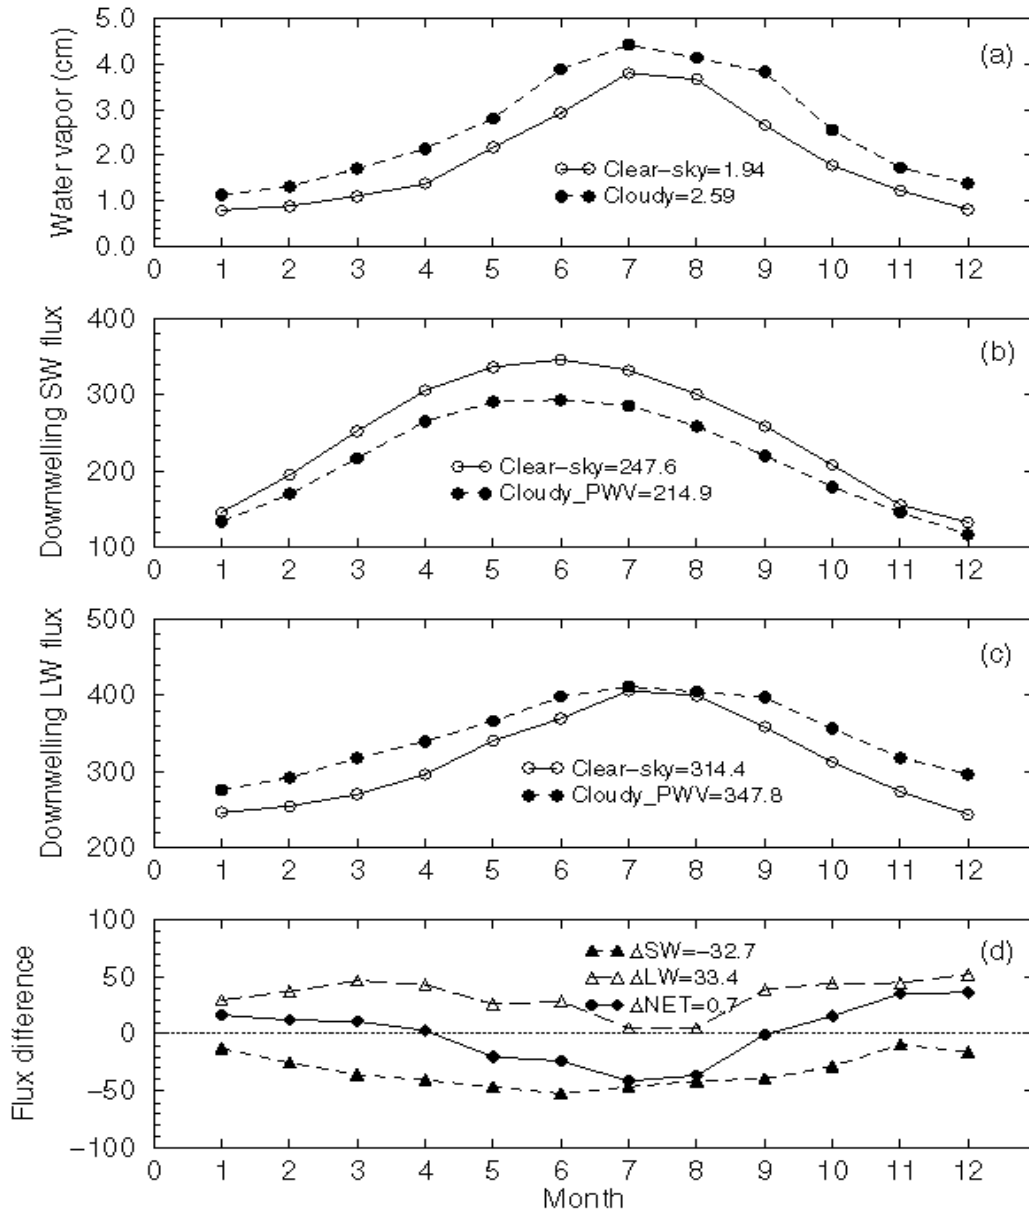 5.0
4.0
3.0
2.0
1.0
0.0
Water vapor (cm)
(a)
Clear-sky=1.94
Cloudy=2.59
0 1 2 3 4 5 6 7 8 9 10 11 12
400
300
200
100
Downwelling SW flux
(b)
Clear-sky=247.6
Cloudy_PWV=214.9
0 1 2 3 4 5 6 7 8 9 10 11 12
500
400
300
200
Downwelling LW flux
(c)
Clear-sky=314.4
Cloudy_PWV=347.8
0 1 2 3 4 5 6 7 8 9 10 11 12
100
50
0
−50
−100
Flux difference
(d)
△SW=−32.7
△LW=33.4
△NET=0.7
0 1 2 3 4 5 6 7 8 9 10 11 12
Month